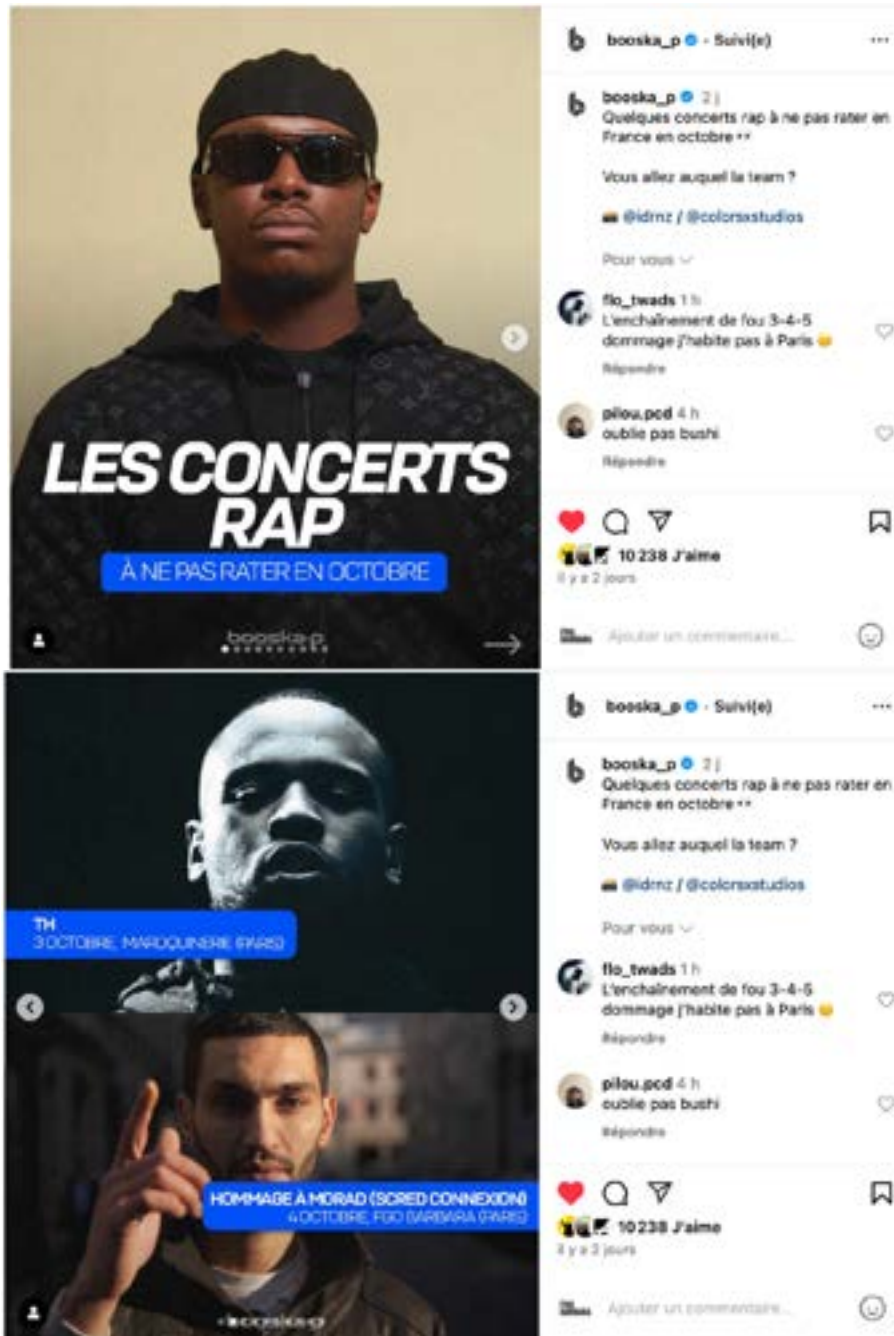 LES CONCERTS
RAP
À NE PAS RATER EN OCTOBRE
booska-p
booska_p · Suivi(e)
booska_p 2 j
Quelques concerts rap à ne pas rater en
France en octobre
Vous allez auquel la team ?
@idrnz / @colorsxstudios
Pour vous
flo_twads 1 h
L'enchaînement de fou 3-4-5
dommage j'habite pas à Paris
Répondre
pilou.pcd 4 h
oublie pas bushi
Répondre
10 238 J'aime
il y a 2 jours
Ajouter un commentaire...
TH
3 OCTOBRE, MAROQUINERIE (PARIS)
HOMMAGE À MORAD (SCRED CONNEXION)
4 OCTOBRE, FGO BARBARA (PARIS)
booska-p
booska_p · Suivi(e)
booska_p 2 j
Quelques concerts rap à ne pas rater en
France en octobre
Vous allez auquel la team ?
@idrnz / @colorsxstudios
Pour vous
flo_twads 1 h
L'enchaînement de fou 3-4-5
dommage j'habite pas à Paris
Répondre
pilou.pcd 4 h
oublie pas bushi
Répondre
10 238 J'aime
il y a 2 jours
Ajouter un commentaire...